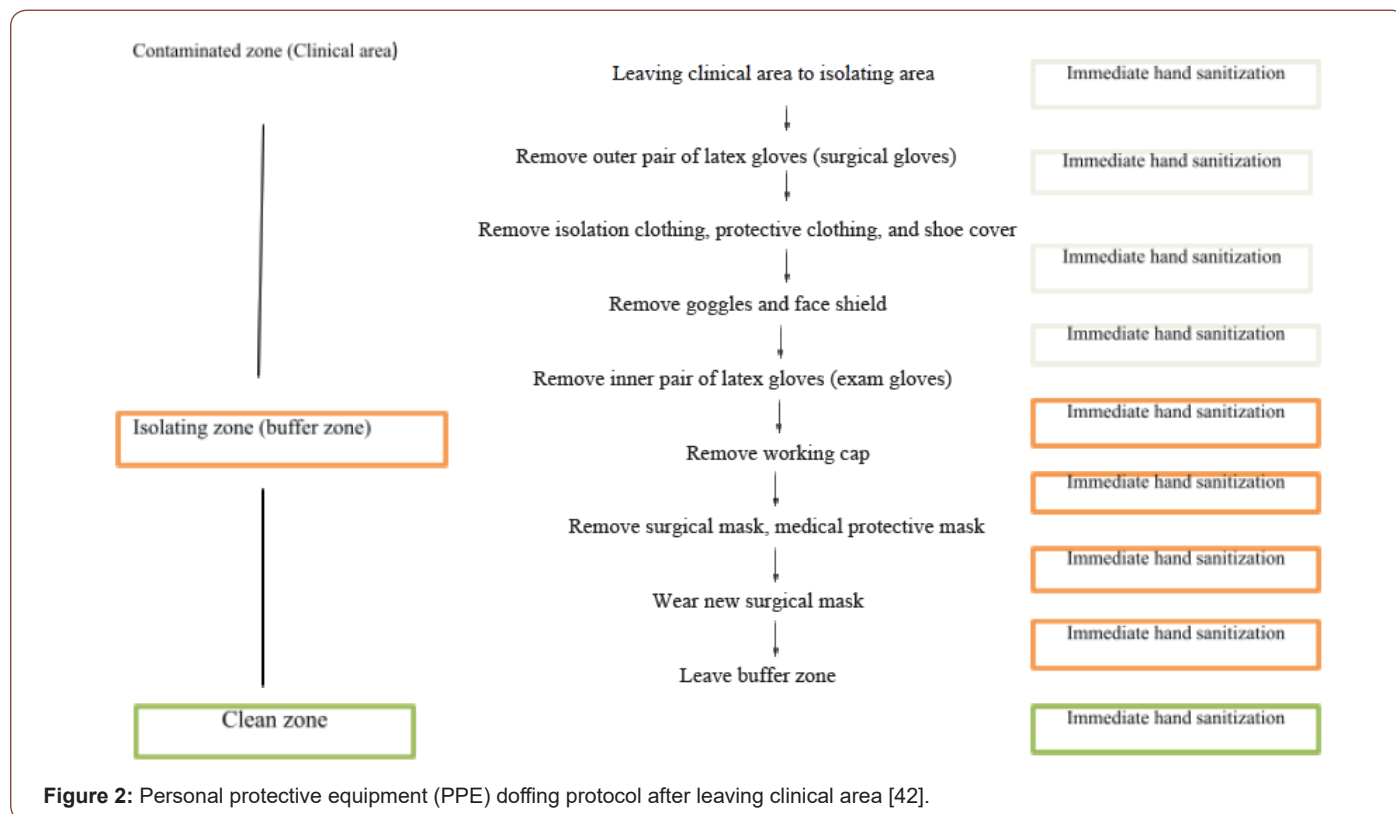 Contaminated zone (Clinical area)
Leaving clinical area to isolating area
Immediate hand sanitization
Remove outer pair of latex gloves (surgical gloves)
Immediate hand sanitization
Remove isolation clothing, protective clothing, and shoe cover
Immediate hand sanitization
Remove goggles and face shield
Immediate hand sanitization
Remove inner pair of latex gloves (exam gloves)
Isolating zone (buffer zone)
Immediate hand sanitization
Remove working cap
Immediate hand sanitization
Remove surgical mask, medical protective mask
Immediate hand sanitization
Wear new surgical mask
Immediate hand sanitization
Leave buffer zone
Clean zone
Immediate hand sanitization
Figure 2: Personal protective equipment (PPE) doffing protocol after leaving clinical area [42].